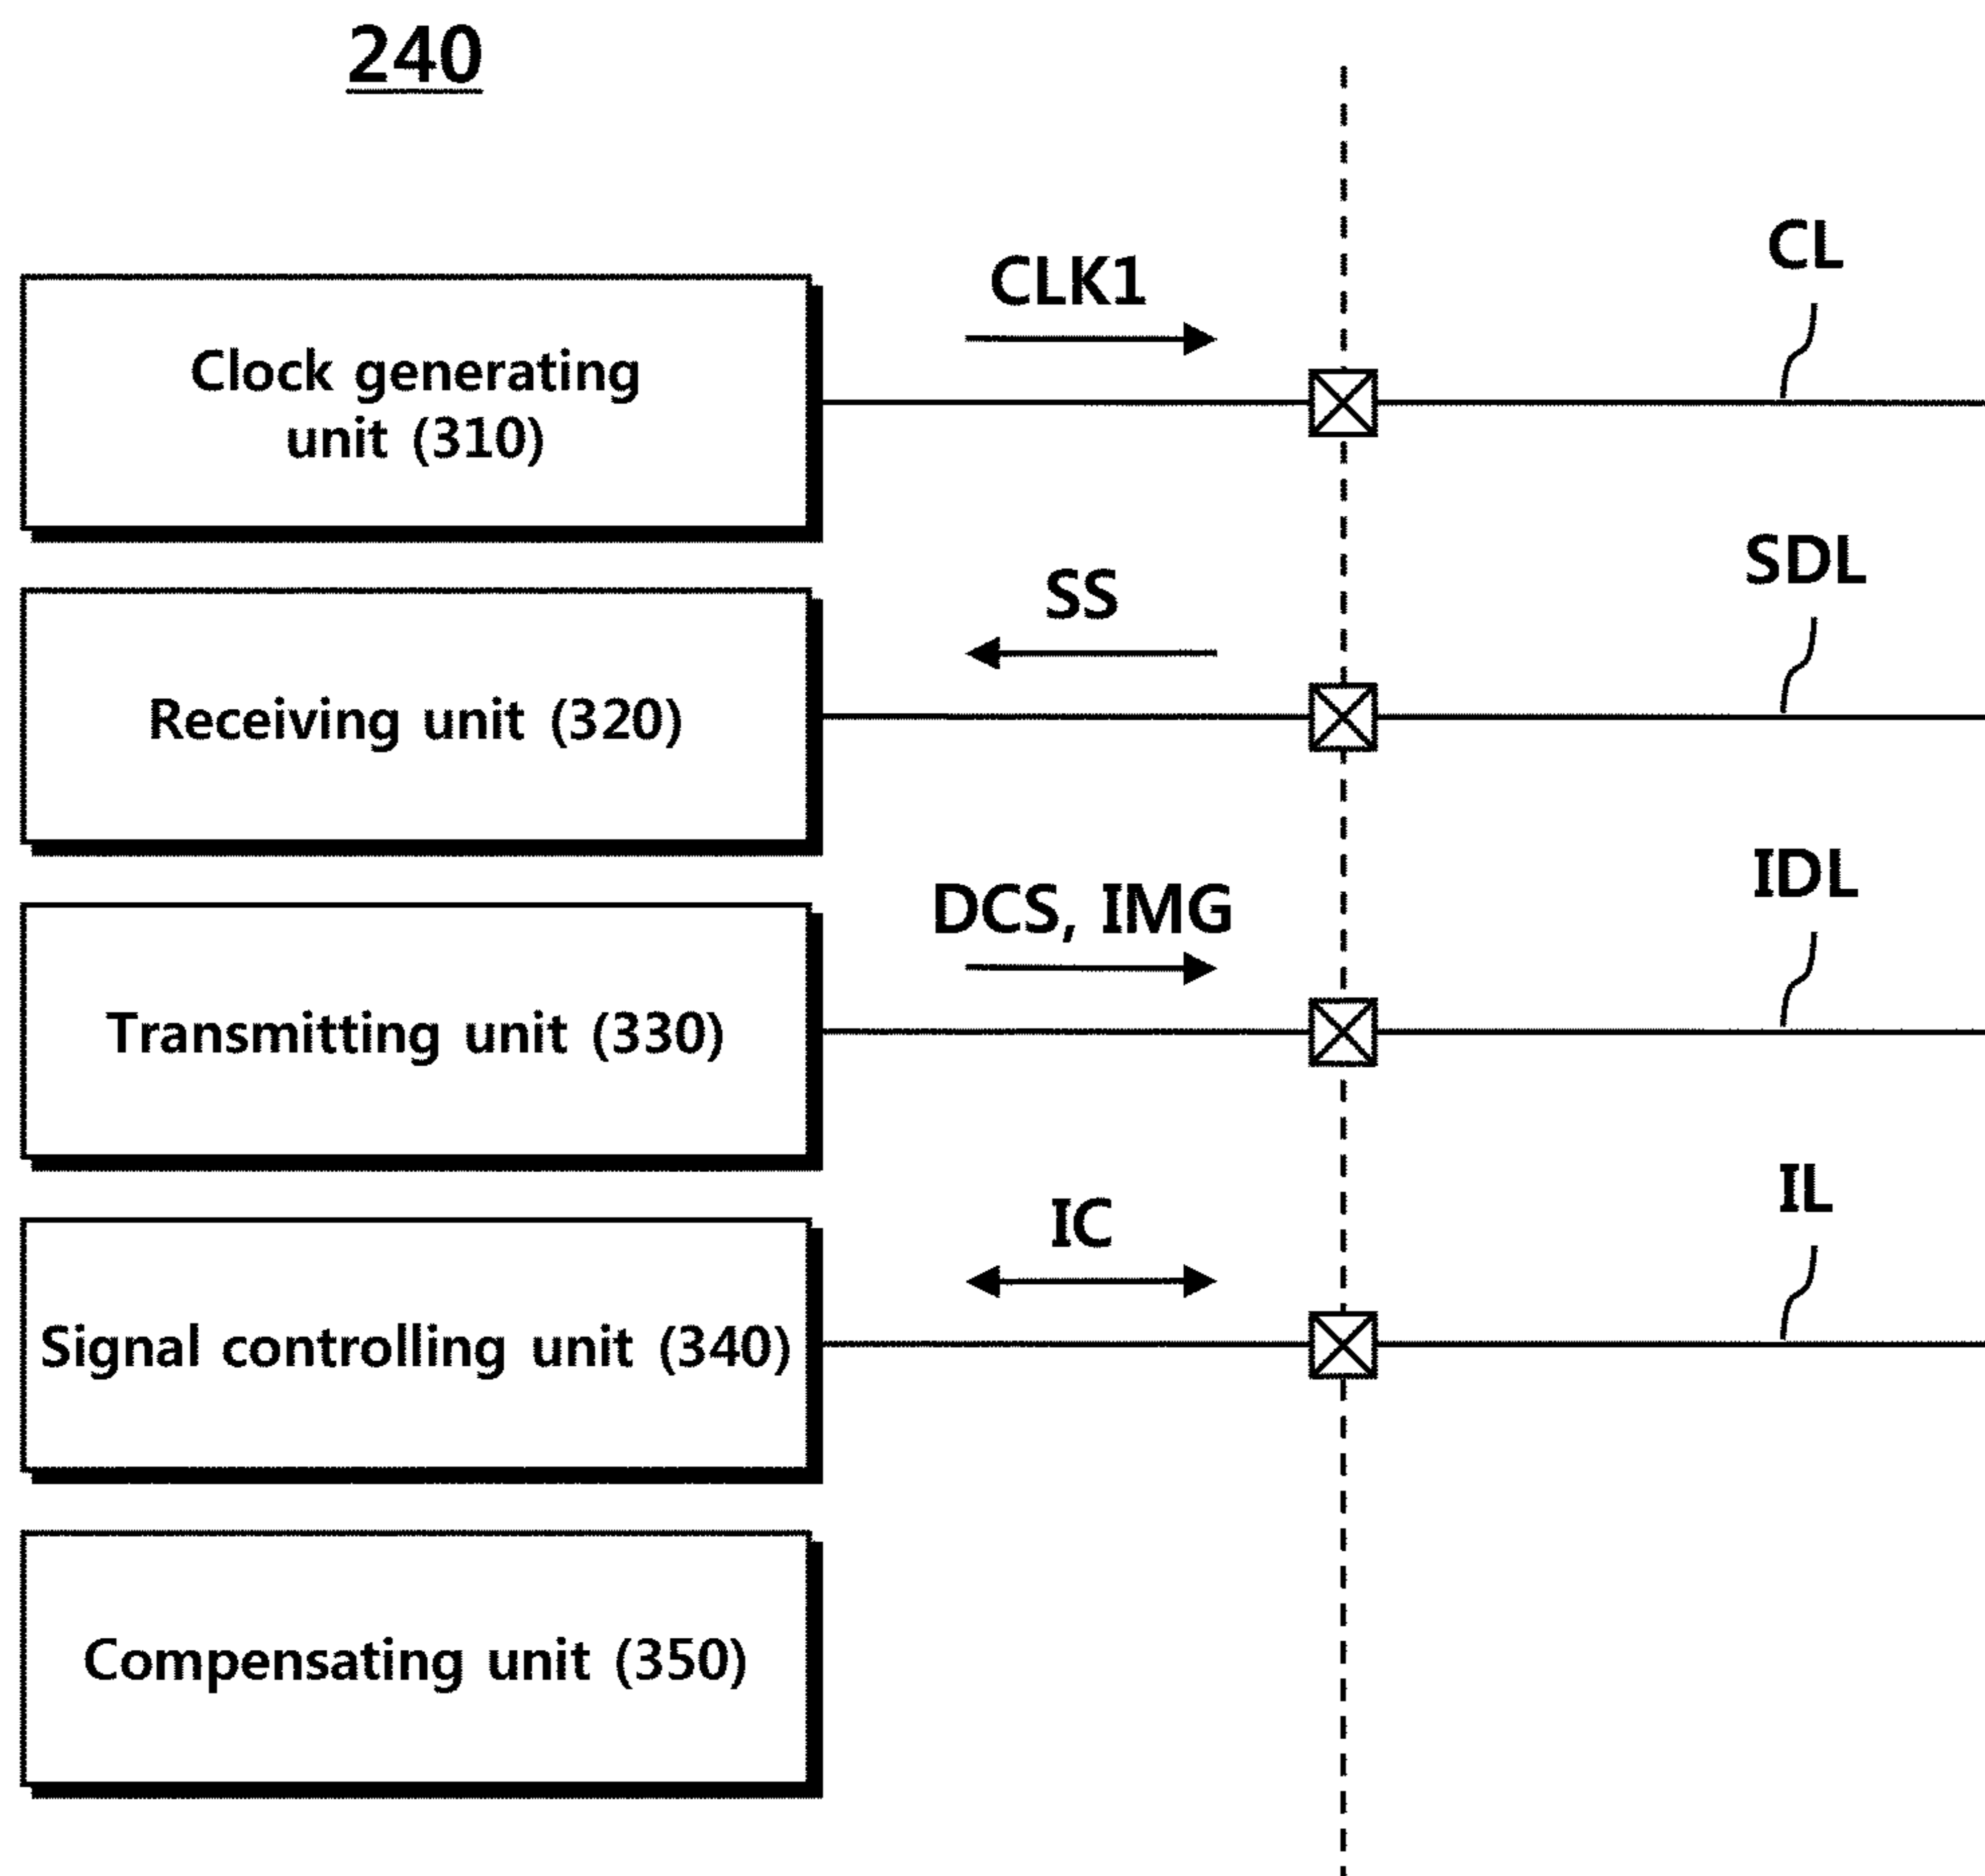 240
CLK1
CL
Clock generating
unit (310)
SS
SDL
Receiving unit (320)
DCS, IMG
IDL
Transmitting unit (330)
IC
IL
Signal controlling unit (340)
Compensating unit (350)